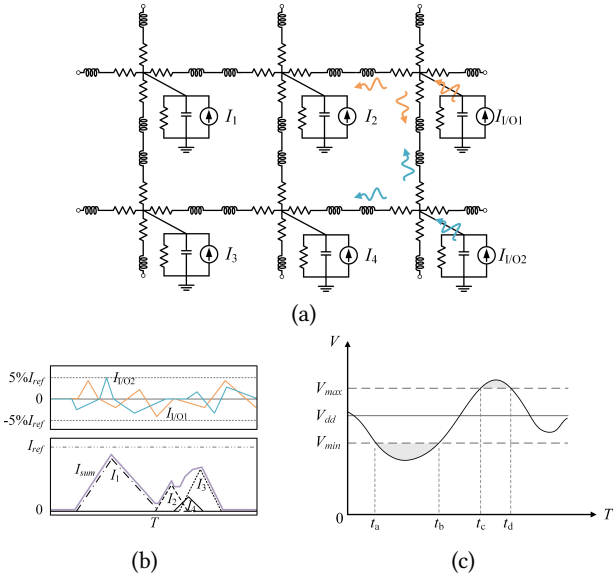 I1
I2
II/O1
I3
I4
II/O2
(a)
5%Iref
0
-5%Iref
II/O2
II/O1
Iref
Isum
I1
I2
I3
I4
0
T
(b)
V
Vmax
Vdd
Vmin
0
ta
tb
tc
td
T
(c)